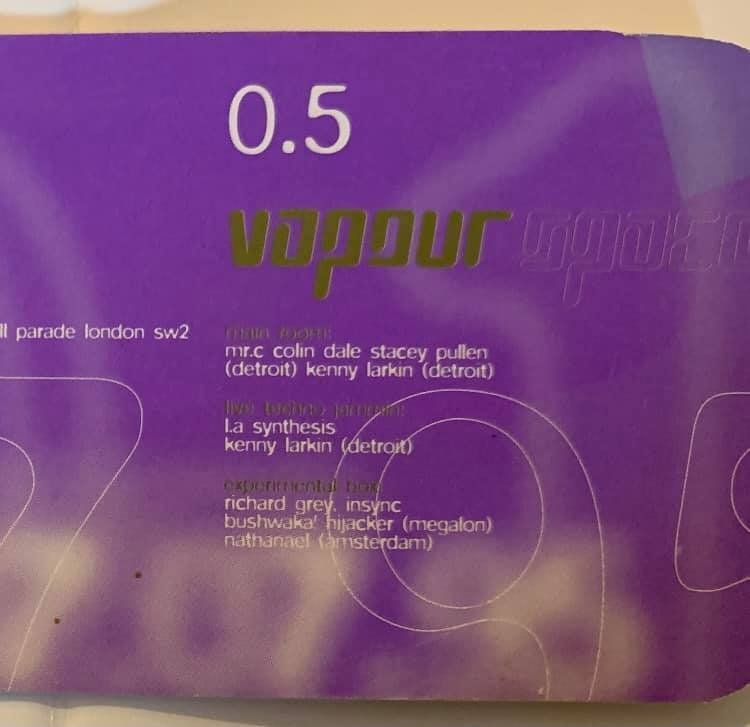 0.5
vapour space
ll parade london sw2
main room:
mr.c colin dale stacey pullen
(detroit) kenny larkin (detroit)
live techno jammin:
l.a synthesis
kenny larkin (detroit)
experimental box:
richard grey. insync
bushwaka! hijacker (megalon)
nathanael (amsterdam)